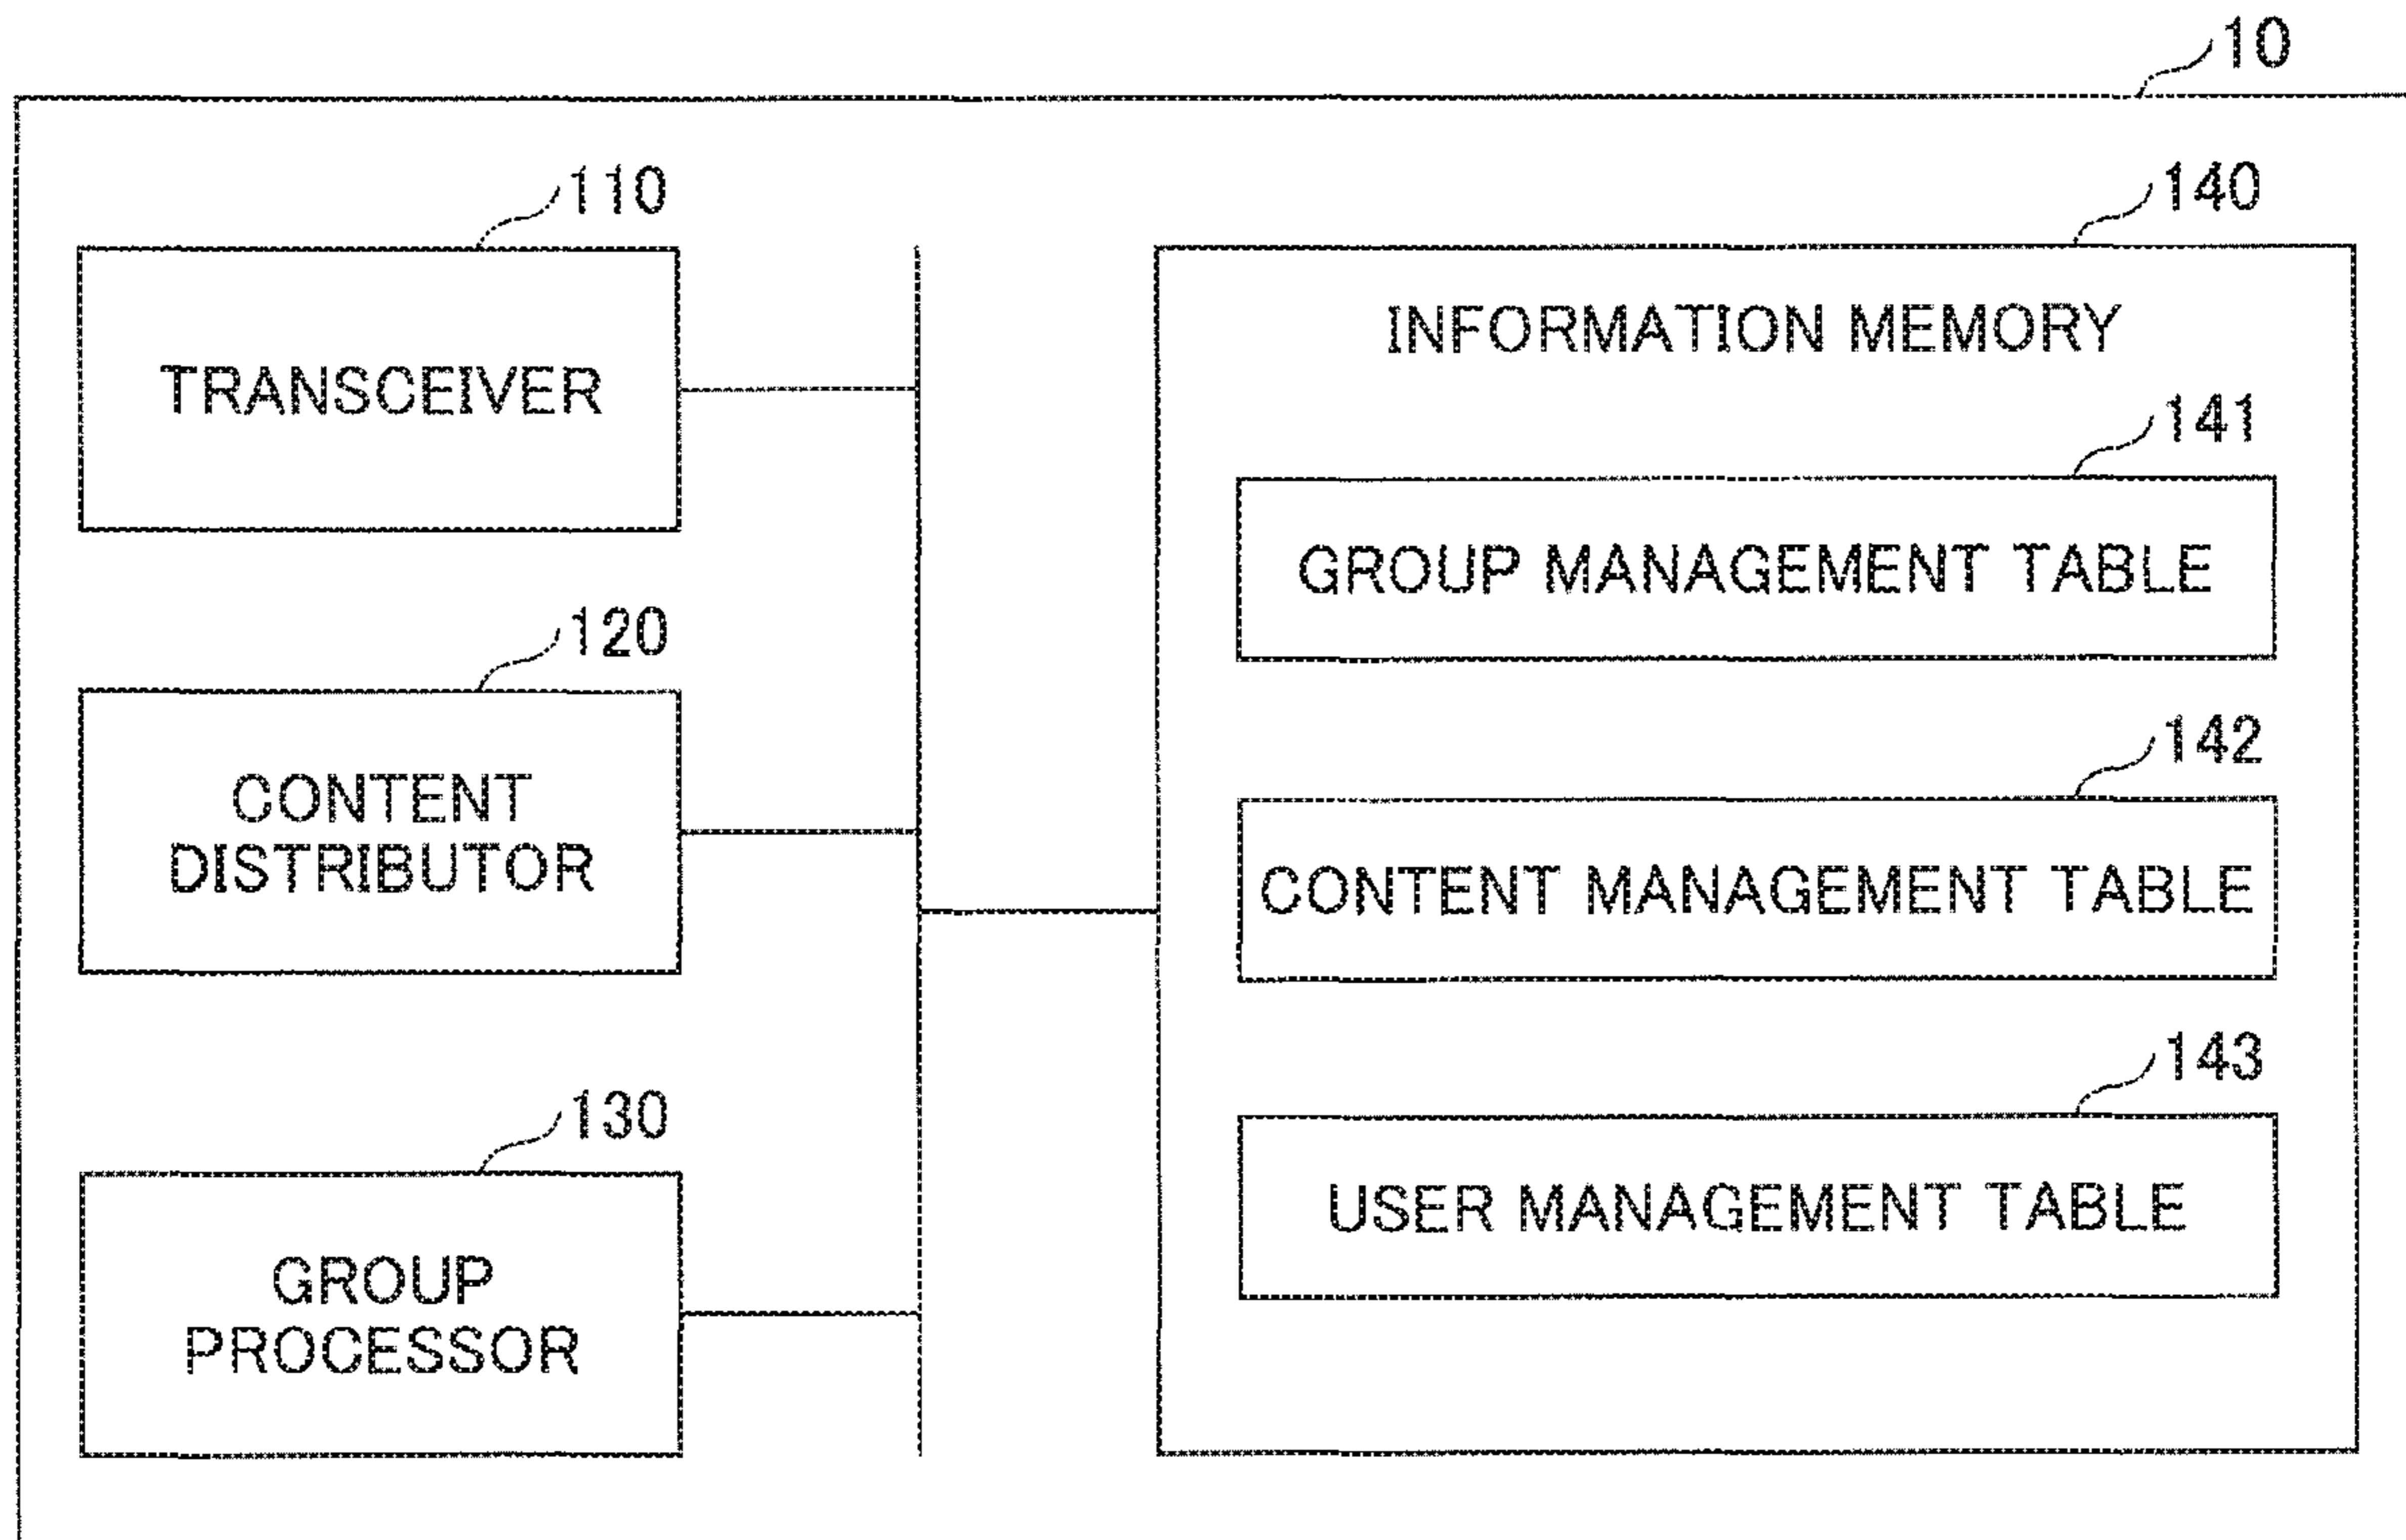 10
110
TRANSCEIVER
120
CONTENT
DISTRIBUTOR
130
GROUP
PROCESSOR
140
INFORMATION MEMORY
141
GROUP MANAGEMENT TABLE
142
CONTENT MANAGEMENT TABLE
143
USER MANAGEMENT TABLE